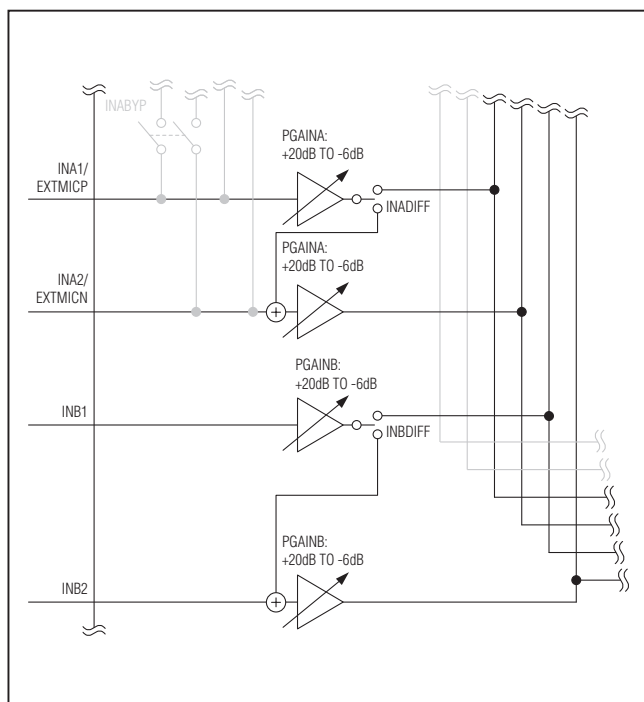 INABYP
INA1/
EXTMICP
PGAINA:
+20dB TO -6dB
INADIFF
INA2/
EXTMICN
PGAINA:
+20dB TO -6dB
+
INB1
PGAINB:
+20dB TO -6dB
INBDIFF
INB2
PGAINB:
+20dB TO -6dB
+